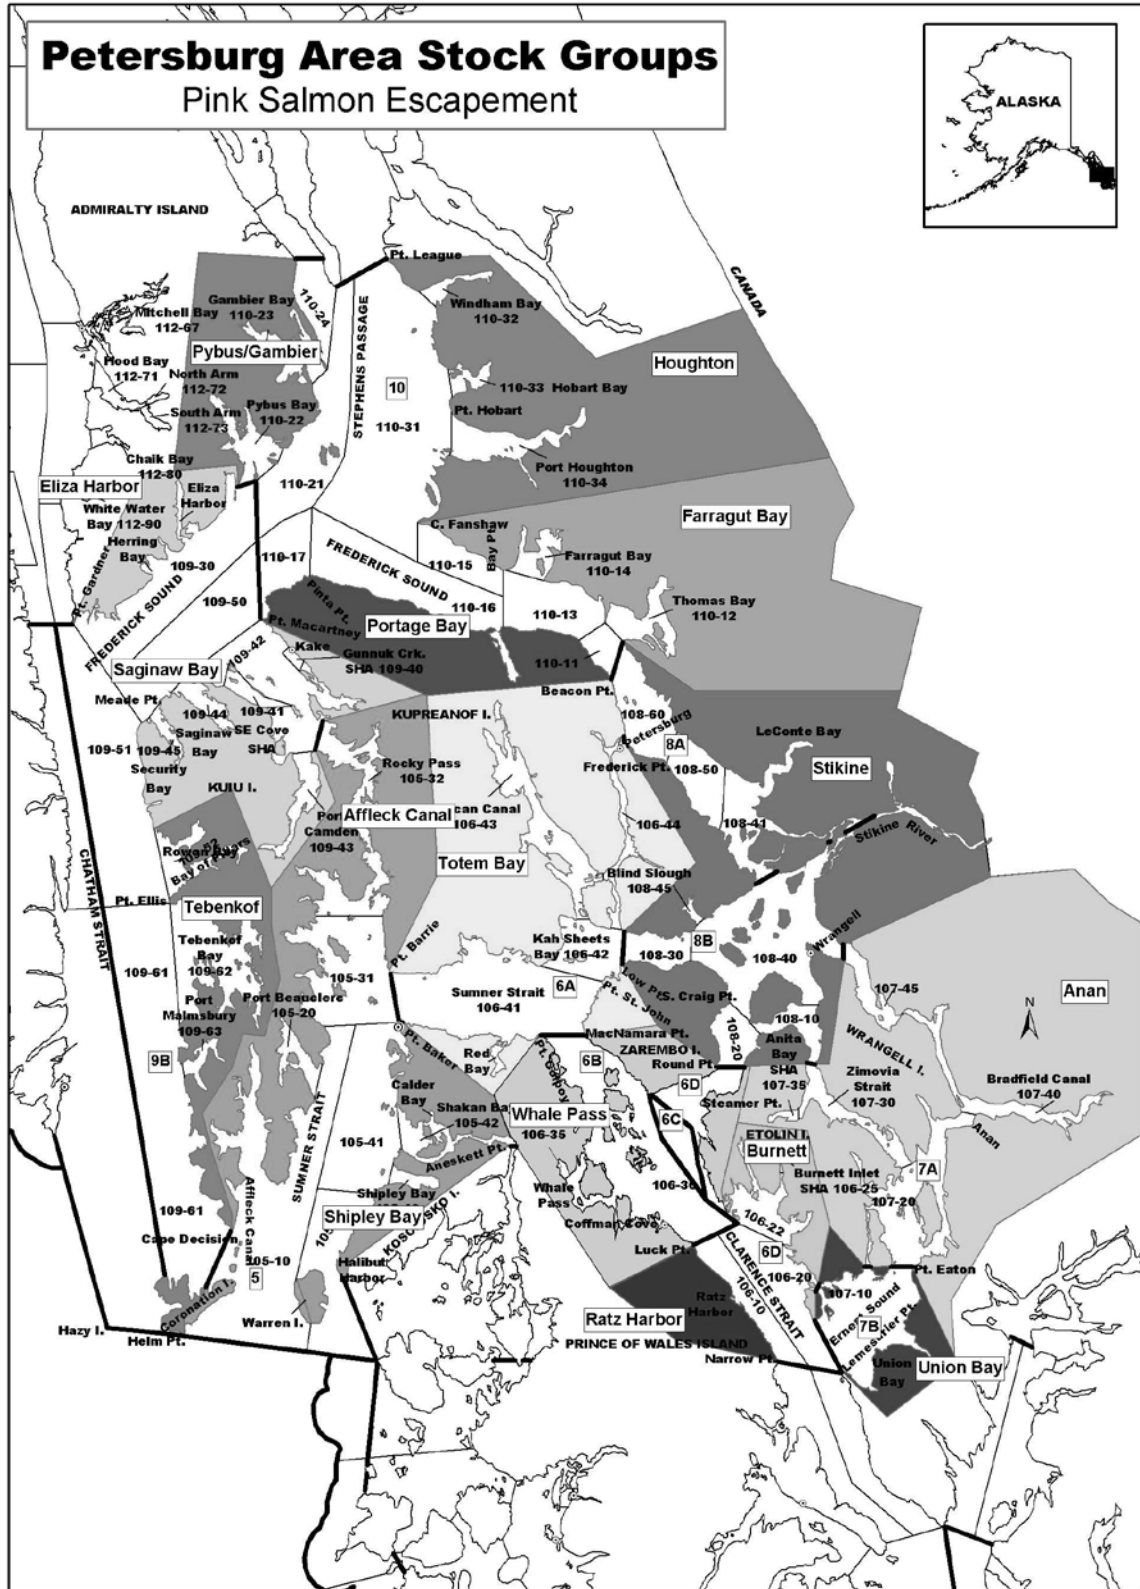 Petersburg Area Stock Groups
Pink Salmon Escapement
ALASKA
ADMIRALTY ISLAND
CANADA
Pt. League
Gambier Bay
110-23
110-24
Mitchell Bay
112-67
Windham Bay
110-32
Pybus/Gambier
STEPHENS PASSAGE
Houghton
Hood Bay
112-71
North Arm
112-72
10
110-33 Hobart Bay
South Arm
112-73
Pybus Bay
110-22
Pt. Hobart
110-31
Chaik Bay
112-80
Port Houghton
110-34
Eliza Harbor
Eliza
Harbor
110-21
White Water
Bay 112-90
Farragut Bay
C. Fanshaw
Bay Pt.
Herring
Bay
109-30
110-17
FREDERICK SOUND
110-15
Farragut Bay
110-14
Pt. Gardner
FREDERICK SOUND
109-50
Pinta Pt.
110-16
110-13
Thomas Bay
110-12
Pt. Macartney
Portage Bay
109-42
Kake
Gunnuk Crk.
SHA 109-40
110-11
Saginaw Bay
Meade Pt.
Beacon Pt.
109-44
109-41
KUPREANOF I.
108-60
Petersburg
8A
LeConte Bay
109-51
109-45
Saginaw
Bay
SE Cove
SHA
Security
Bay
Rocky Pass
105-32
Frederick Pt.
108-50
Stikine
KUIU I.
Affleck Canal
can Canal
106-43
Camden
109-43
106-44
108-41
Stikine River
Rowan Bay
Bay of Pillars
Totem Bay
Blind Slough
108-45
CHATHAM STRAIT
Pt. Ellis
Tebenkof
Tebenkof
Bay
109-62
Pt. Barrie
Kah Sheets
Bay 106-42
8B
Wrangell
109-61
105-31
108-30
108-40
Sumner Strait
106-41
6A
Low Pt.
Pt. St. John
S. Craig Pt.
107-45
Anan
Port
Malmsbury
109-63
Port Beauclerc
105-20
108-10
108-20
N
Pt. Baker
MacNamara Pt.
ZAREMBO I.
Anita
Bay
SHA
107-35
WRANGELL I.
9B
Red
Bay
6B
Round Pt.
Zimovia
Strait
107-30
Bradfield Canal
107-40
Calder
Bay
6D
Steamer Pt.
Shakan Ba
105-42
Whale Pass
6C
Anan
SUMNER STRAIT
105-41
106-35
ETOLIN I.
Burnett
Aneskett Pt.
7A
Burnett Inlet
SHA 106-25
Whale
Pass
106-30
107-20
Shipley Bay
Affleck Canal
109-61
Shipley Bay
106-22
Coffman Cove
6D
Cape Decision
Luck Pt.
105-10
Halibut
Harbor
CLARENCE STRAIT
106-20
Pt. Eaton
5
106-10
107-10
Ernest Sound
Coronation I.
Ratz
Harbor
Ratz Harbor
Lemesurier Pt.
7B
Warren I.
Hazy I.
Helm Pt.
PRINCE OF WALES ISLAND
Narrow Pt.
Union
Bay
Union Bay